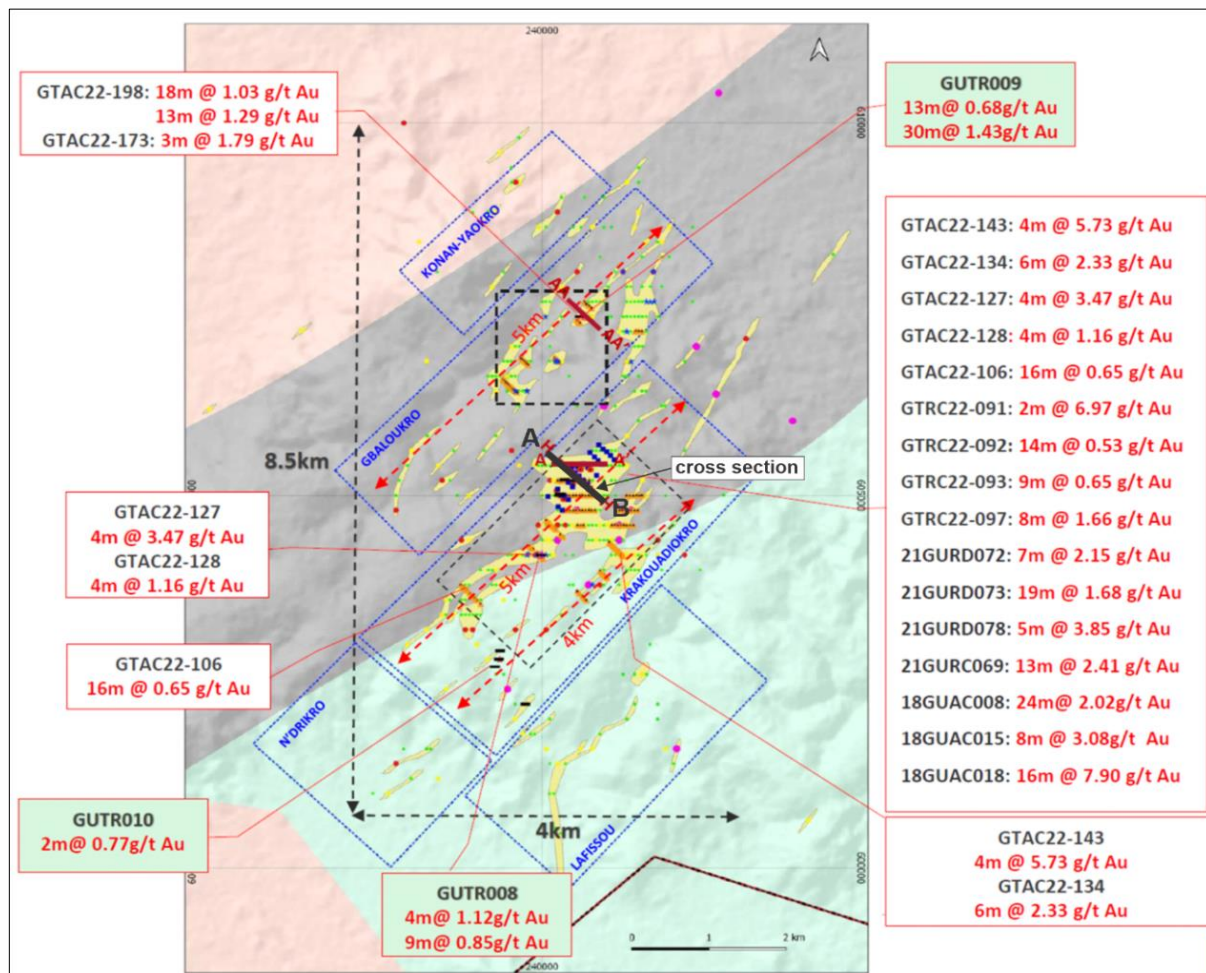 240000
GTAC22-198: 18m @ 1.03 g/t Au
13m @ 1.29 g/t Au
GTAC22-173: 3m @ 1.79 g/t Au
GUTR009
13m@ 0.68g/t Au
30m@ 1.43g/t Au
610000
KONAN-YAOKRO
AA
AA'
5km
GBALOUKRO
8.5km
A
A
A'
cross section
B
605000
GTAC22-143: 4m @ 5.73 g/t Au
GTAC22-134: 6m @ 2.33 g/t Au
GTAC22-127: 4m @ 3.47 g/t Au
GTAC22-128: 4m @ 1.16 g/t Au
GTAC22-106: 16m @ 0.65 g/t Au
GTRC22-091: 2m @ 6.97 g/t Au
GTRC22-092: 14m @ 0.53 g/t Au
GTRC22-093: 9m @ 0.65 g/t Au
GTRC22-097: 8m @ 1.66 g/t Au
21GURD072: 7m @ 2.15 g/t Au
21GURD073: 19m @ 1.68 g/t Au
21GURD078: 5m @ 3.85 g/t Au
21GURC069: 13m @ 2.41 g/t Au
18GUAC008: 24m@ 2.02g/t Au
18GUAC015: 8m @ 3.08g/t Au
18GUAC018: 16m @ 7.90 g/t Au
GTAC22-127
4m @ 3.47 g/t Au
GTAC22-128
4m @ 1.16 g/t Au
5km
KRAKOUADIOKRO
4km
GTAC22-106
16m @ 0.65 g/t Au
N'DRIKRO
GUTR010
2m@ 0.77g/t Au
4km
LAFISSOU
GUTR008
4m@ 1.12g/t Au
9m@ 0.85g/t Au
GTAC22-143
4m @ 5.73 g/t Au
GTAC22-134
6m @ 2.33 g/t Au
60
600000
0 1 2 km
240000